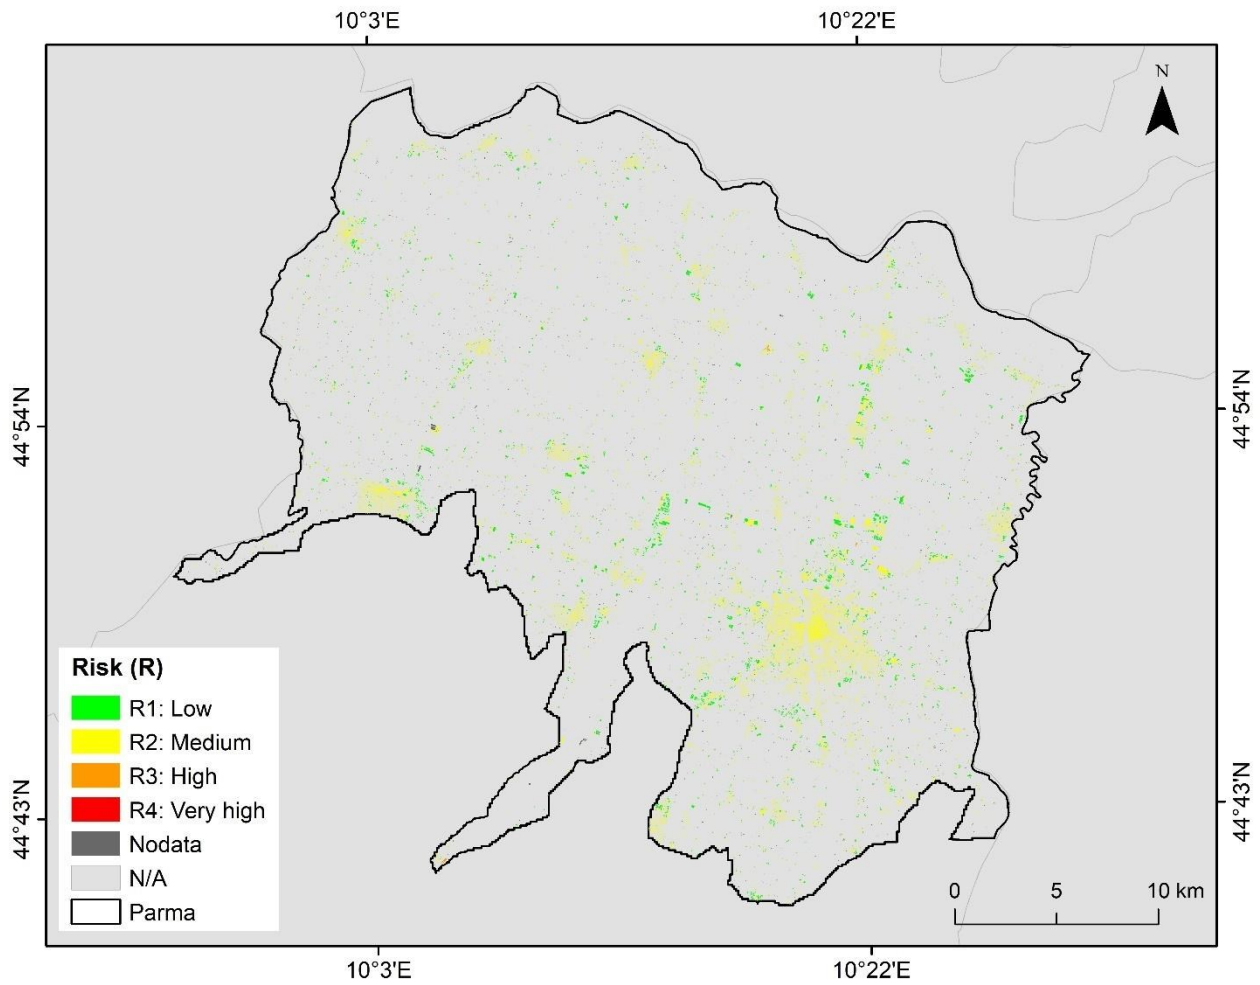 10°3'E
10°22'E
N
44°54'N
44°54'N
Risk (R)
R1: Low
R2: Medium
R3: High
R4: Very high
Nodata
N/A
Parma
44°43'N
44°43'N
0 5 10 km
10°3'E
10°22'E